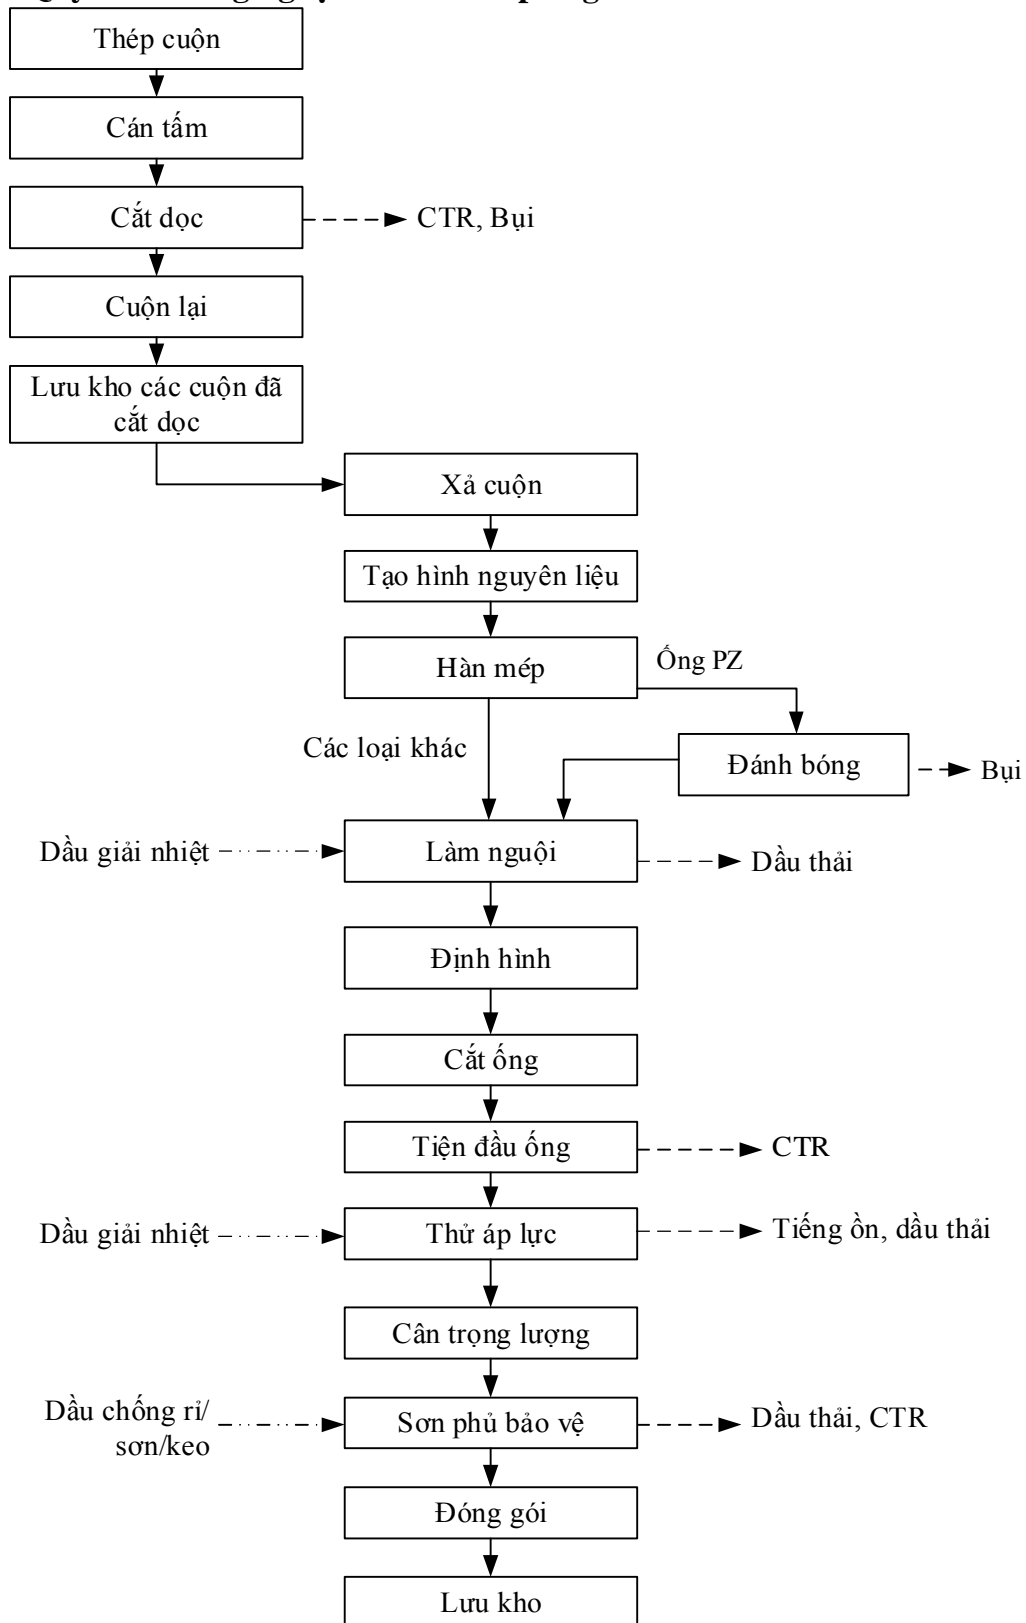 Thép cuộn
Cán tấm
Cắt dọc
CTR, Bụi
Cuộn lại
Lưu kho các cuộn đã
cắt dọc
Xả cuộn
Tạo hình nguyên liệu
Hàn mép
Ống PZ
Các loại khác
Đánh bóng
Bụi
Dầu giải nhiệt
Làm nguội
Dầu thải
Định hình
Cắt ống
Tiện đầu ống
CTR
Dầu giải nhiệt
Thử áp lực
Tiếng ồn, dầu thải
Cân trọng lượng
Dầu chống rỉ/
sơn/keo
Sơn phủ bảo vệ
Dầu thải, CTR
Đóng gói
Lưu kho